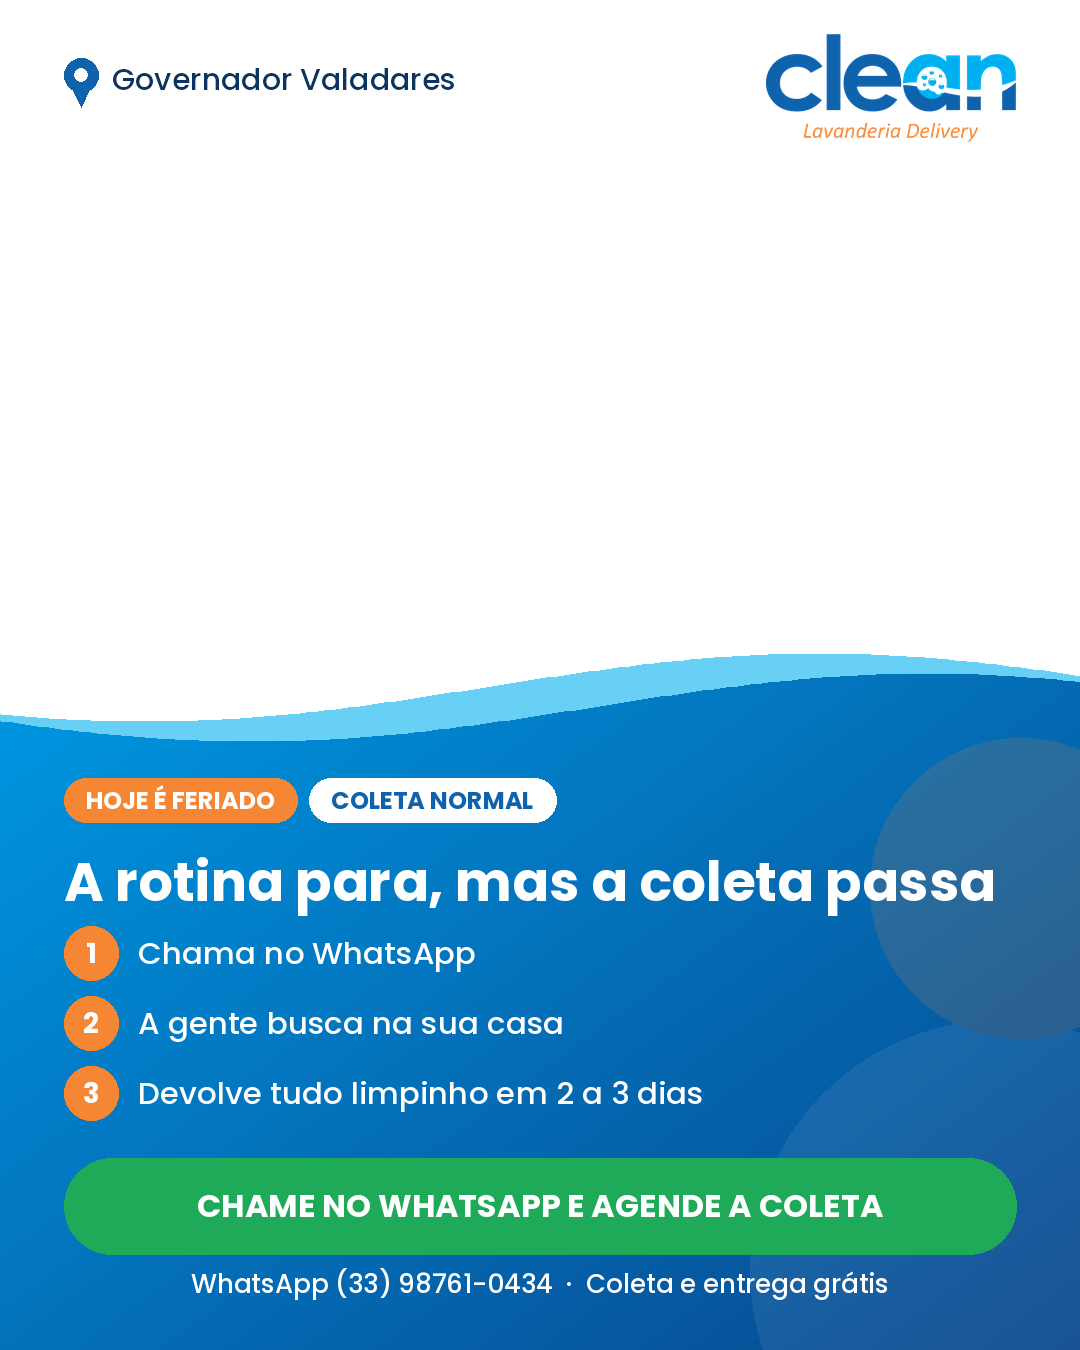 Governador Valadares
clean
Lavanderia Delivery
HOJE É FERIADO
COLETA NORMAL
A rotina para, mas a coleta passa
1 Chama no WhatsApp
2 A gente busca na sua casa
3 Devolve tudo limpinho em 2 a 3 dias
CHAME NO WHATSAPP E AGENDE A COLETA
WhatsApp (33) 98761-0434 · Coleta e entrega grátis